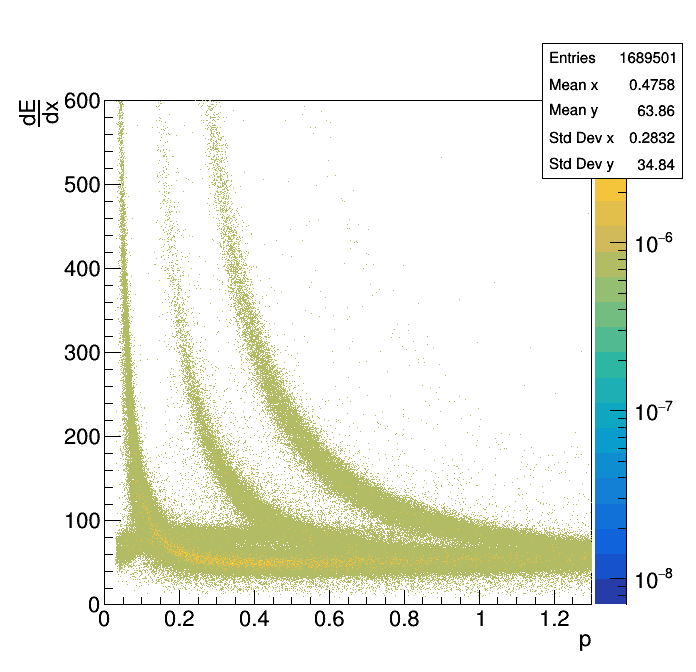 Entries 1689501
Mean x 0.4758
Mean y 63.86
Std Dev x 0.2832
Std Dev y 34.84
dE
dx
600
500
400
300
200
100
0
0 0.2 0.4 0.6 0.8 1 1.2
p
10−6
10−7
10−8